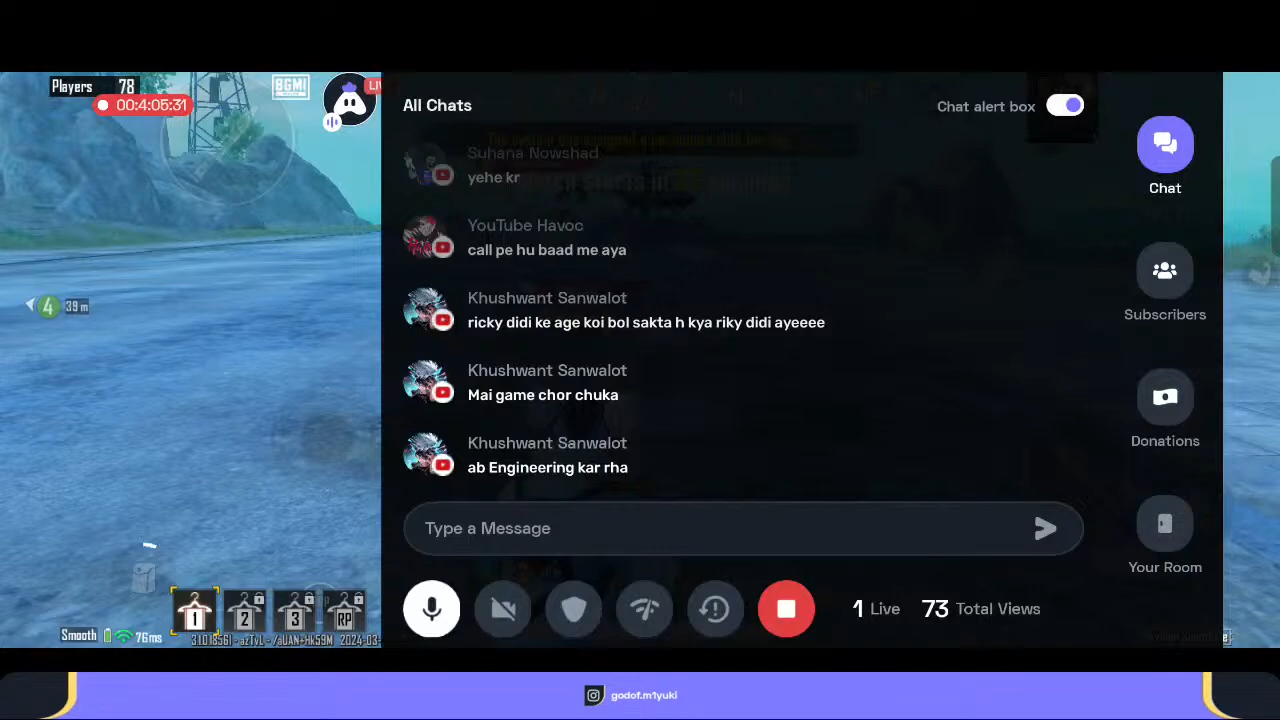 Players 78
00:4:05:31
BGMI
LIV
All Chats
Chat alert box
Suhana Nowshad
yehe kr
Chat
YouTube Havoc
call pe hu baad me aya
4 39 m
Khushwant Sanwalot
ricky didi ke age koi bol sakta h kya riky didi ayeeee
Subscribers
Khushwant Sanwalot
Mai game chor chuka
Donations
Khushwant Sanwalot
ab Engineering kar rha
Type a Message
Your Room
1 2 3 RP
1 Live 73 Total Views
Smooth 76ms
godof.m1yuki